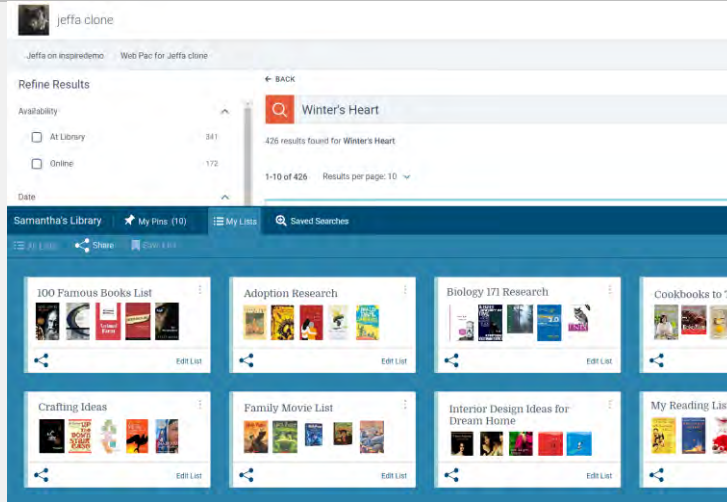 jeffa clone
Jeffa on inspiredemo Web Pac for Jeffa clone
Refine Results
Availability
At Library 341
Online 172
Date
← BACK
Winter's Heart
426 results found for Winter's Heart
1-10 of 426 Results per page: 10
Samantha's Library My Pins (10) My Lists Saved Searches
All Lists Share Save List
100 Famous Books List
Edit List
Adoption Research
Edit List
Biology 171 Research
Edit List
Cookbooks to
Crafting Ideas
Edit List
Family Movie List
Edit List
Interior Design Ideas for
Dream Home
Edit List
My Reading Lis